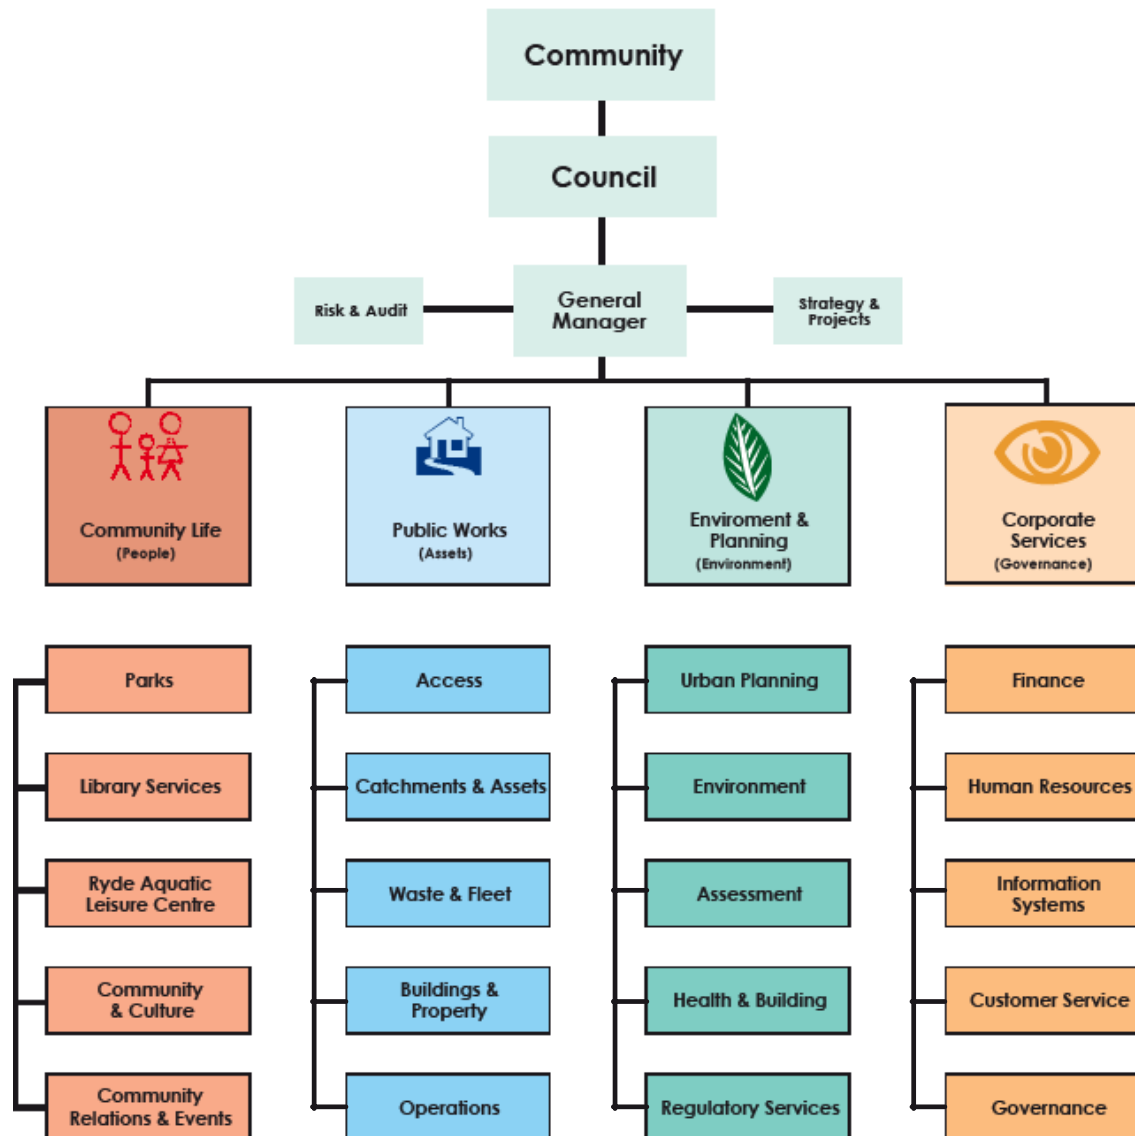 Community
Council
Risk & Audit
General
Manager
Strategy &
Projects
Community Life
(People)
Public Works
(Assets)
Enviroment &
Planning
(Environment)
Corporate
Services
(Governance)
Parks
Access
Urban Planning
Finance
Library Services
Catchments & Assets
Environment
Human Resources
Ryde Aquatic
Leisure Centre
Waste & Fleet
Assessment
Information
Systems
Community
& Culture
Buildings &
Property
Health & Building
Customer Service
Community
Relations & Events
Operations
Regulatory Services
Governance